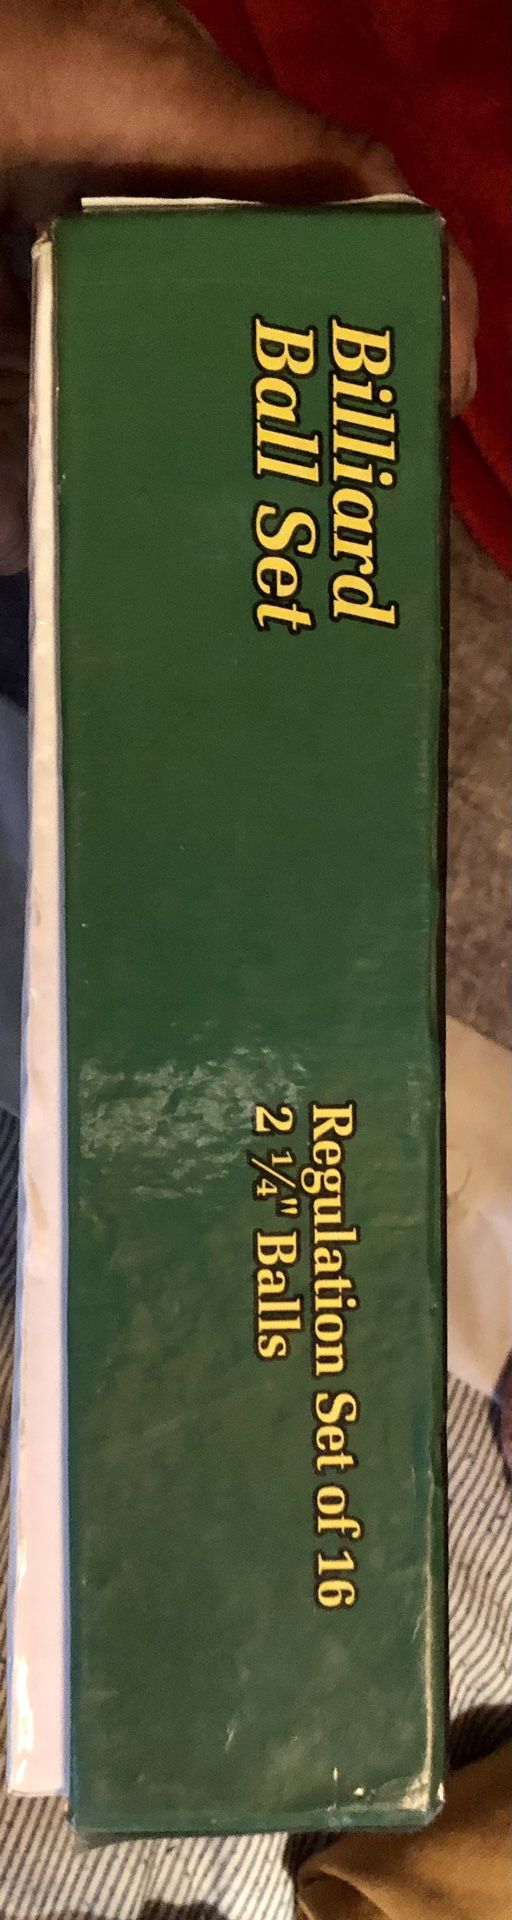 Billiard
Ball Set
Regulation Set of 16
2 ¼" Balls